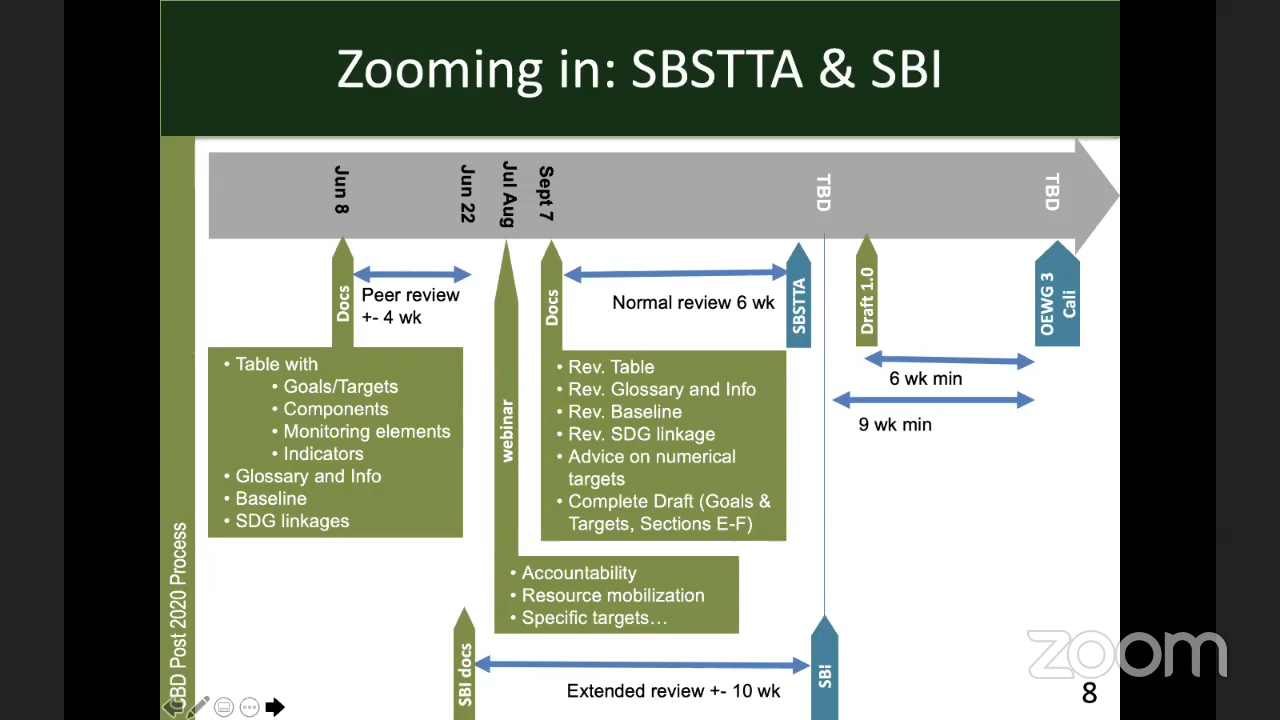 Zooming in: SBSTTA & SBI
Jun 8
Jun 22
Jul Aug
Sept 7
TBD
TBD
Docs
Peer review
+- 4 wk
Docs
Normal review 6 wk
SBSTTA
Draft 1.0
OEWG 3
Cali
6 wk min
9 wk min
• Table with
• Goals/Targets
• Components
• Monitoring elements
• Indicators
• Glossary and Info
• Baseline
• SDG linkages
webinar
• Rev. Table
• Rev. Glossary and Info
• Rev. Baseline
• Rev. SDG linkage
• Advice on numerical
targets
• Complete Draft (Goals &
Targets, Sections E-F)
• Accountability
• Resource mobilization
• Specific targets…
SBI docs
Extended review +- 10 wk
SBi
CBD Post 2020 Process
zoom
8